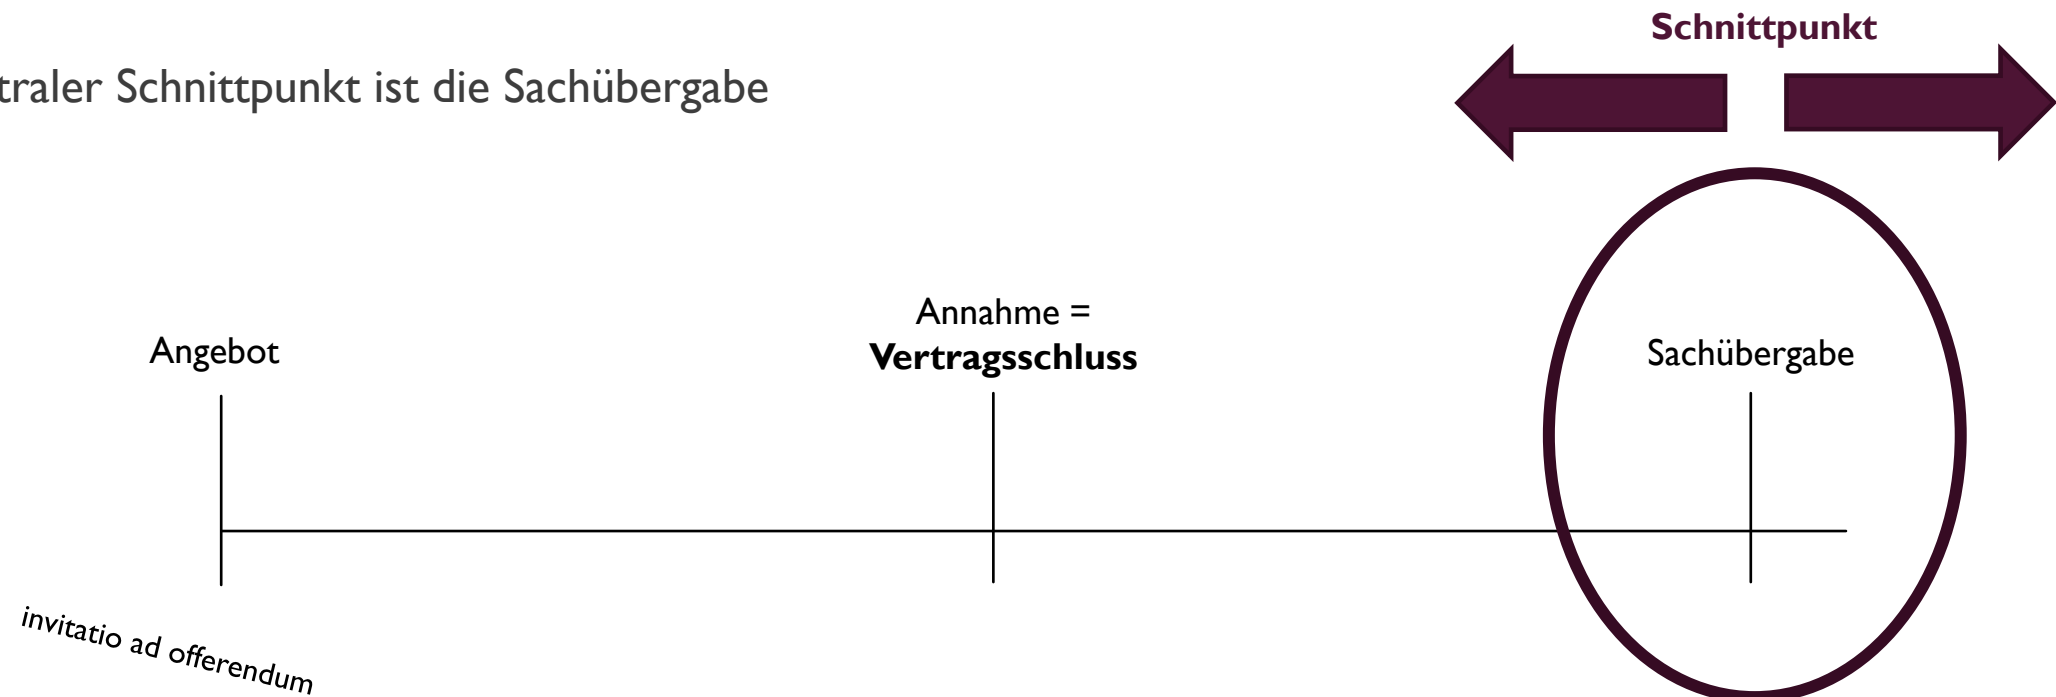 Schnittpunkt
traler Schnittpunkt ist die Sachübergabe
Annahme =
Angebot
Vertragsschluss
Sachübergabe
invitatio ad offerendum